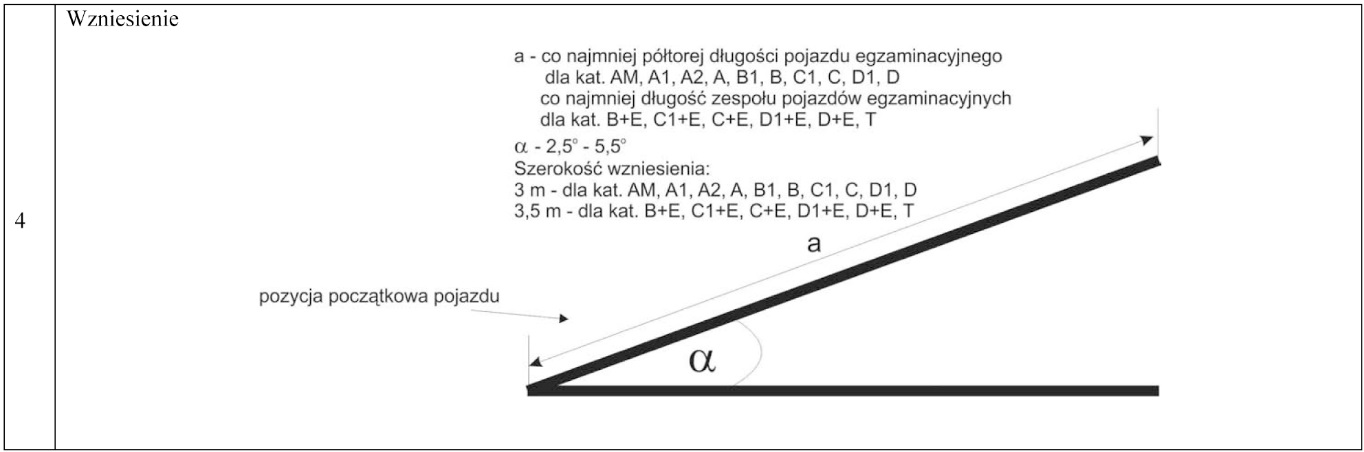 Wzniesienie
a - co najmniej półtorej długości pojazdu egzaminacyjnego
dla kat. AM, A1, A2, A, B1, B, C1, C, D1, D
co najmniej długość zespołu pojazdów egzaminacyjnych
dla kat. B+E, C1+E, C+E, D1+E, D+E, T
α - 2,5° - 5,5°
Szerokość wzniesienia:
3 m - dla kat. AM, A1, A2, A, B1, B, C1, C, D1, D
3,5 m - dla kat. B+E, C1+E, C+E, D1+E, D+E, T
4
a
pozycja początkowa pojazdu
α